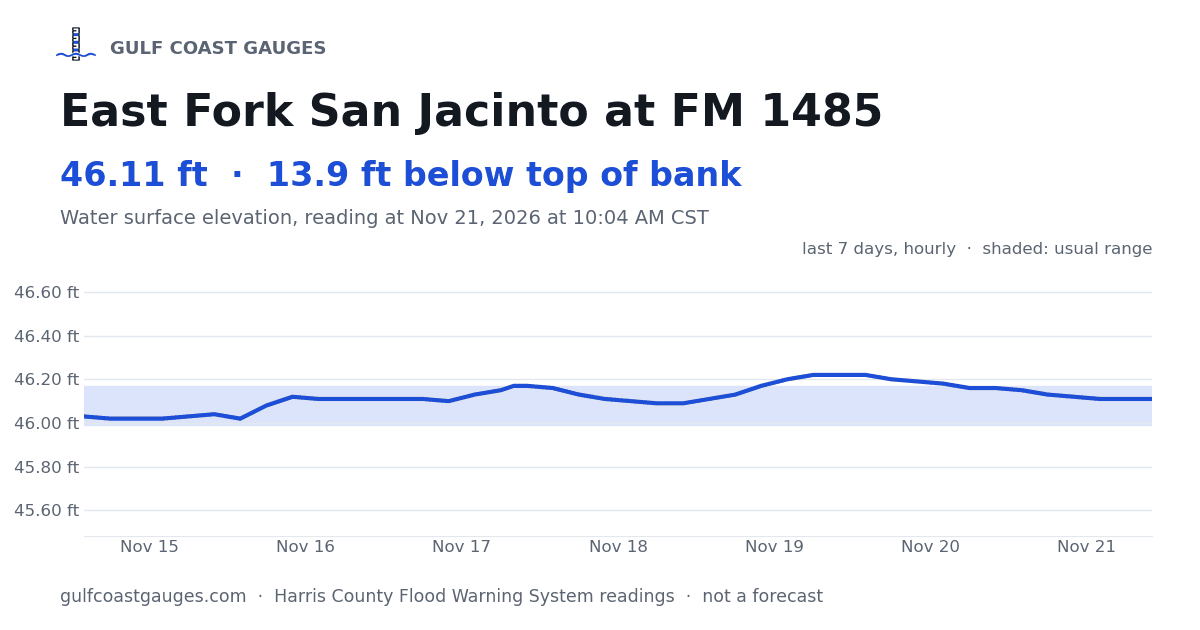 GULF COAST GAUGES
East Fork San Jacinto at FM 1485
46.11 ft · 13.9 ft below top of bank
Water surface elevation, reading at Nov 21, 2026 at 10:04 AM CST
last 7 days, hourly · shaded: usual range
46.60 ft
46.40 ft
46.20 ft
46.00 ft
45.80 ft
45.60 ft
Nov 15 Nov 16 Nov 17 Nov 18 Nov 19 Nov 20 Nov 21
gulfcoastgauges.com · Harris County Flood Warning System readings · not a forecast